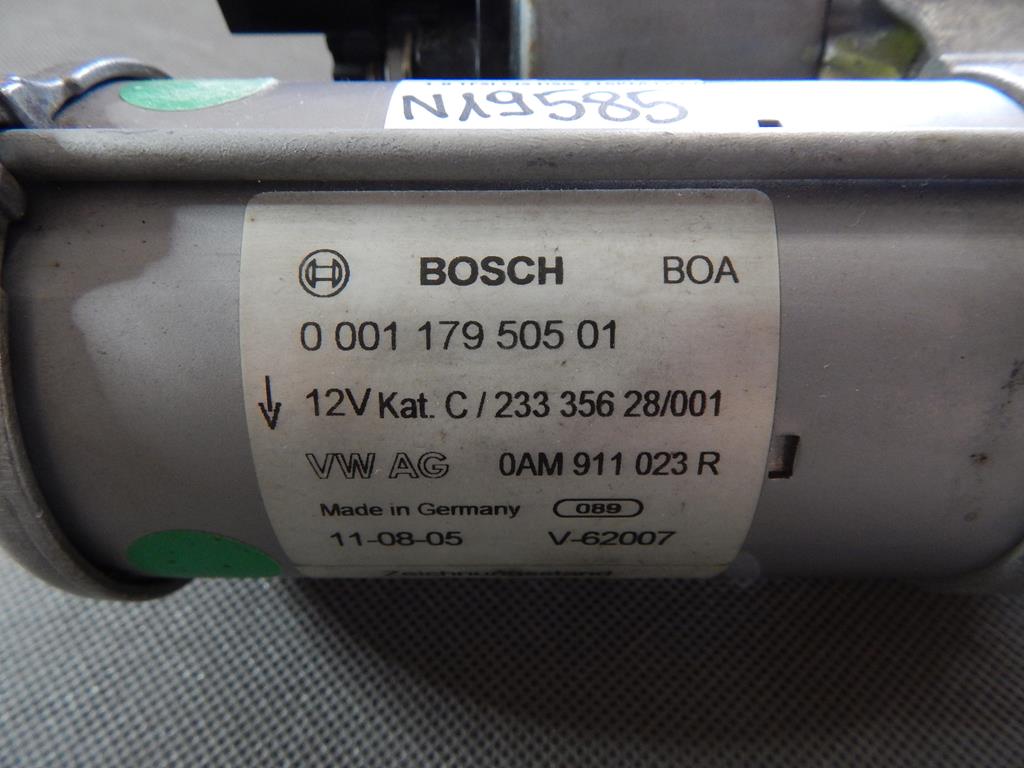 NY9585
BOSCH BOA
0 001 179 505 01
12V Kat. C / 233 356 28/001
VW AG 0AM 911 023 R
Made in Germany 089
11-08-05 V-62007